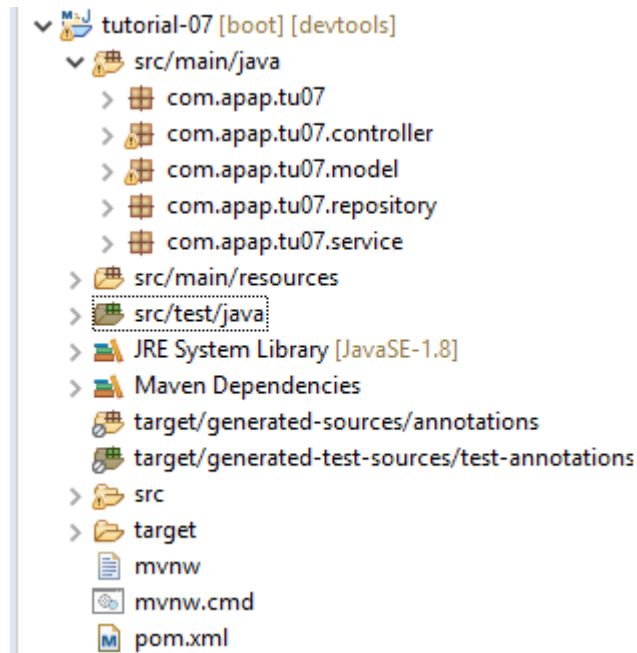 tutorial-07 [boot] [devtools]
src/main/java
com.apap.tu07
com.apap.tu07.controller
com.apap.tu07.model
com.apap.tu07.repository
com.apap.tu07.service
src/main/resources
src/test/java
JRE System Library [JavaSE-1.8]
Maven Dependencies
target/generated-sources/annotations
target/generated-test-sources/test-annotations
src
target
mvnw
mvnw.cmd
pom.xml